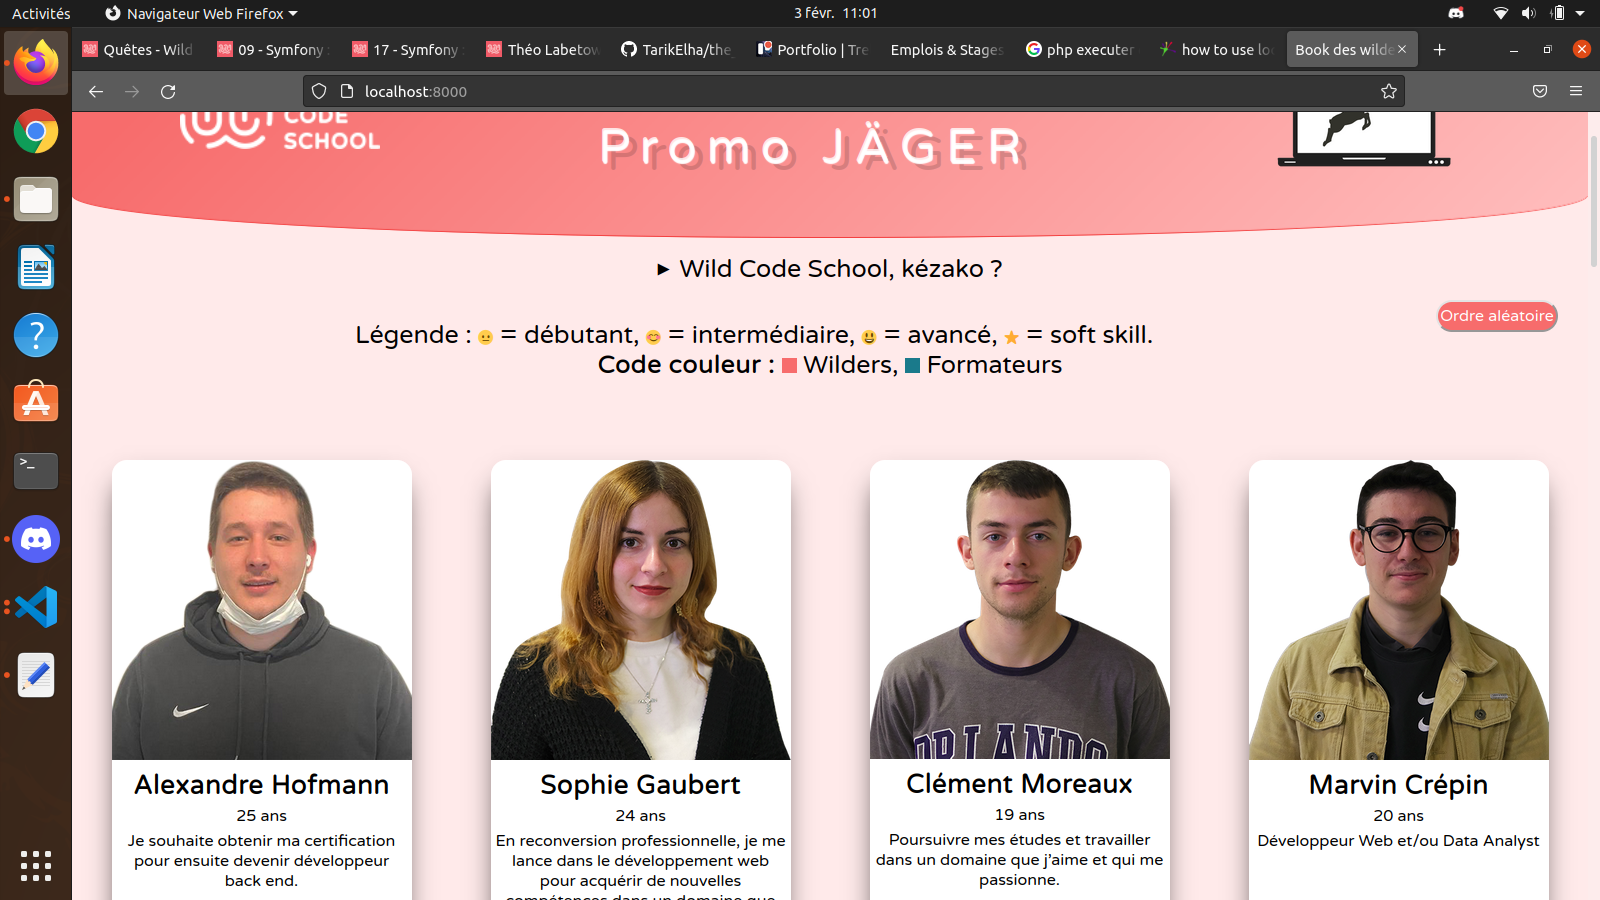 Activités
Navigateur Web Firefox
3 févr. 11:01
Quêtes - Wild
09 - Symfony
17 - Symfony
Théo Labetow
TarikElha/the
Portfolio | Tre
Emplois & Stages
php executer
how to use lo
Book des wilde
localhost:8000
CODE
SCHOOL
Promo JÄGER
▶ Wild Code School, kézako ?
Ordre aléatoire
Légende : 😐 = débutant, 😊 = intermédiaire, 😃 = avancé, ⭐ = soft skill.
Code couleur : Wilders, Formateurs
ORLANDO
Alexandre Hofmann
25 ans
Je souhaite obtenir ma certification
pour ensuite devenir développeur
back end.
Sophie Gaubert
24 ans
En reconversion professionnelle, je me
lance dans le développement web
pour acquérir de nouvelles
compétences dans un domaine que
Clément Moreaux
19 ans
Poursuivre mes études et travailler
dans un domaine que j'aime et qui me
passionne.
Marvin Crépin
20 ans
Développeur Web et/ou Data Analyst